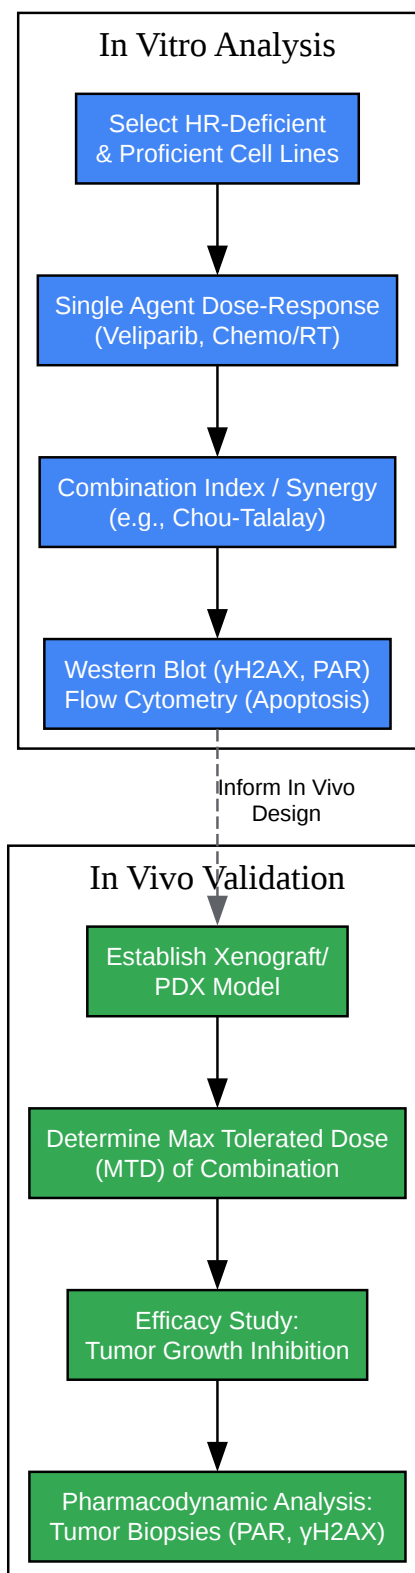 In Vitro Analysis
Select HR-Deficient
& Proficient Cell Lines
Single Agent Dose-Response
(Veliparib, Chemo/RT)
Combination Index / Synergy
(e.g., Chou-Talalay)
Western Blot (γH2AX, PAR)
Flow Cytometry (Apoptosis)
Inform In Vivo
Design
In Vivo Validation
Establish Xenograft/
PDX Model
Determine Max Tolerated Dose
(MTD) of Combination
Efficacy Study:
Tumor Growth Inhibition
Pharmacodynamic Analysis:
Tumor Biopsies (PAR, γH2AX)